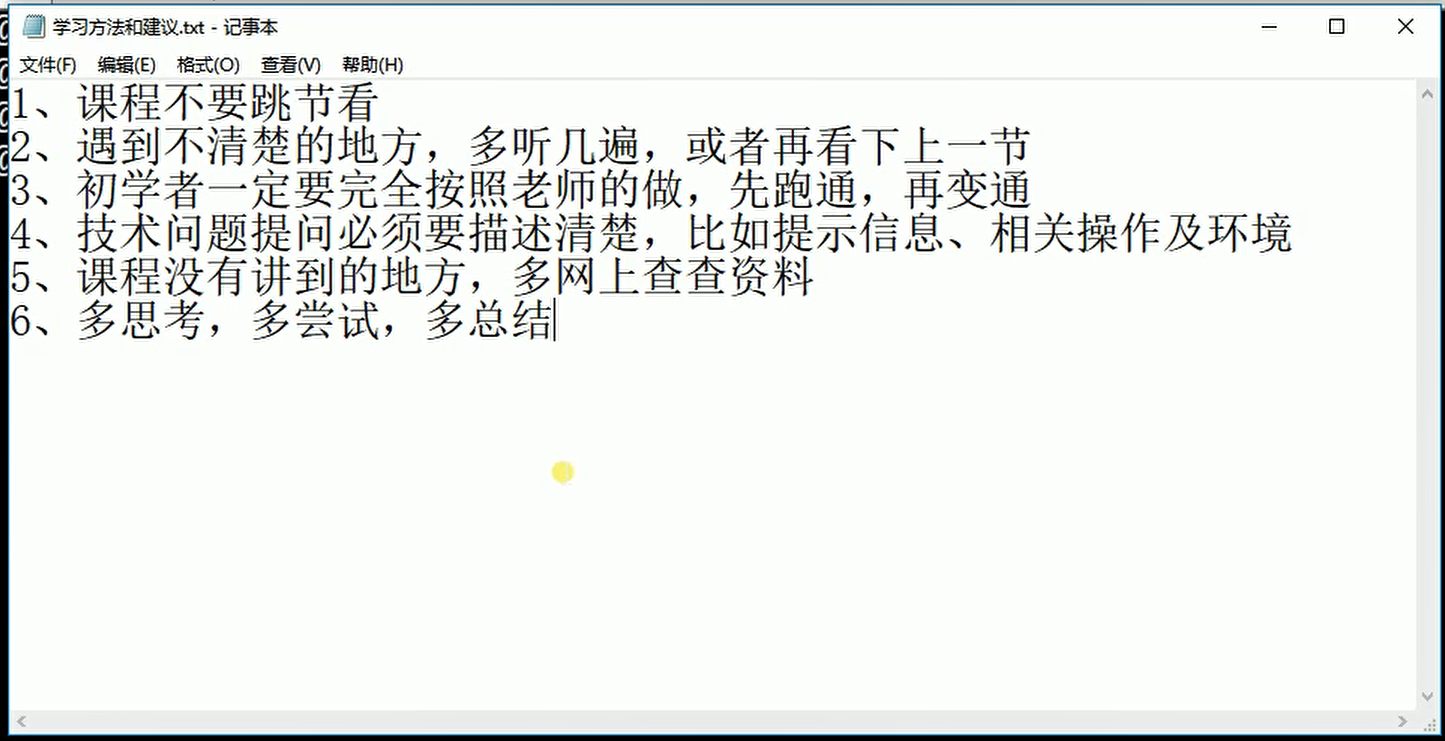 学习方法和建议.txt - 记事本
文件(F) 编辑(E) 格式(O) 查看(V) 帮助(H)
1、课程不要跳节看
2、遇到不清楚的地方，多听几遍，或者再看下上一节
3、初学者一定要完全按照老师的做，先跑通，再变通
4、技术问题提问必须要描述清楚，比如提示信息、相关操作及环境
5、课程没有讲到的地方，多网上查查资料
6、多思考，多尝试，多总结